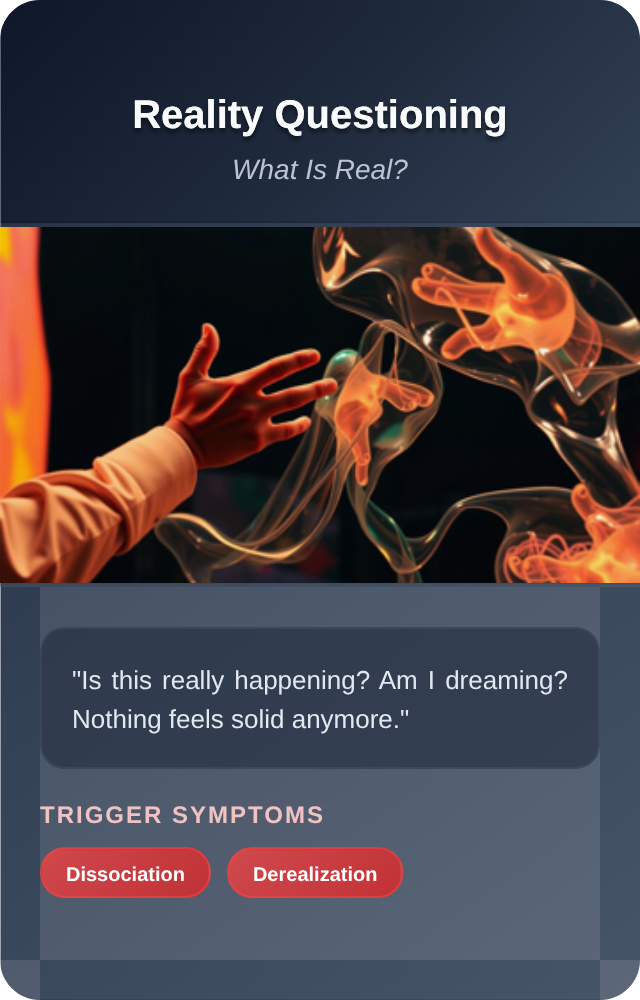 Reality Questioning
What Is Real?
"Is this really happening? Am I dreaming?
Nothing feels solid anymore."
TRIGGER SYMPTOMS
Dissociation
Derealization